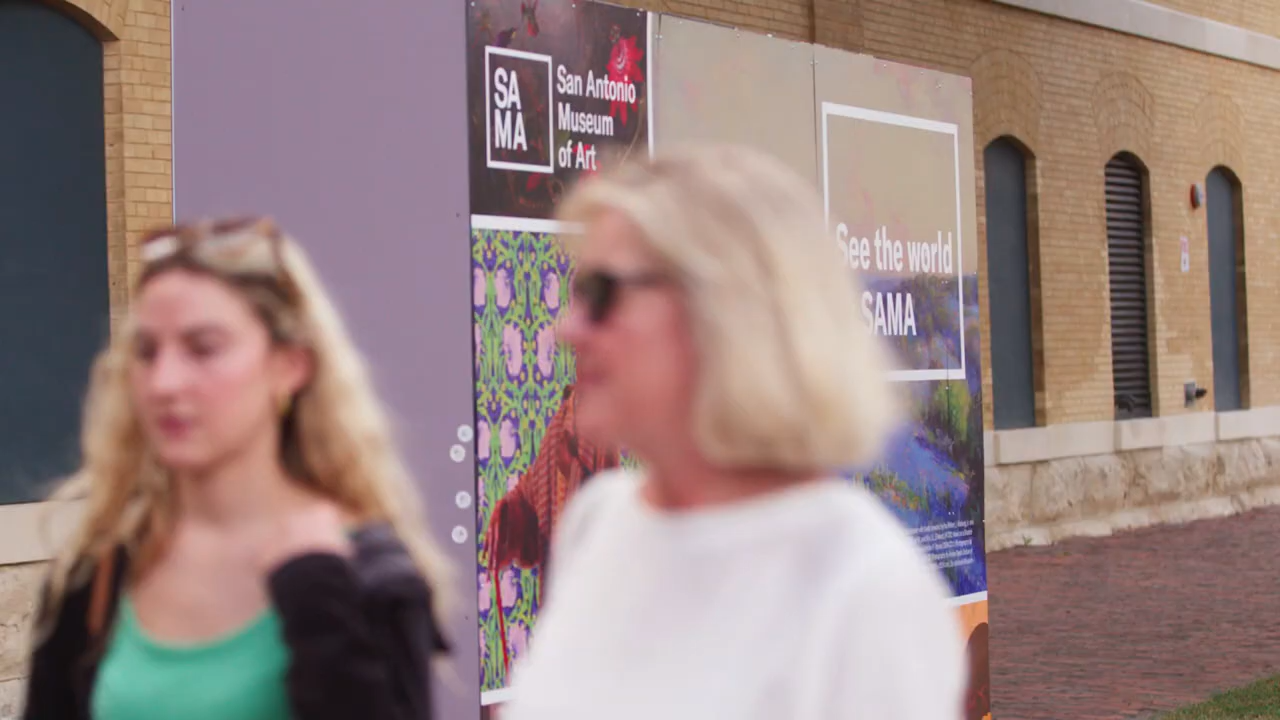 SA
MA
San Antonio
Museum
of Art
See the world
SAMA